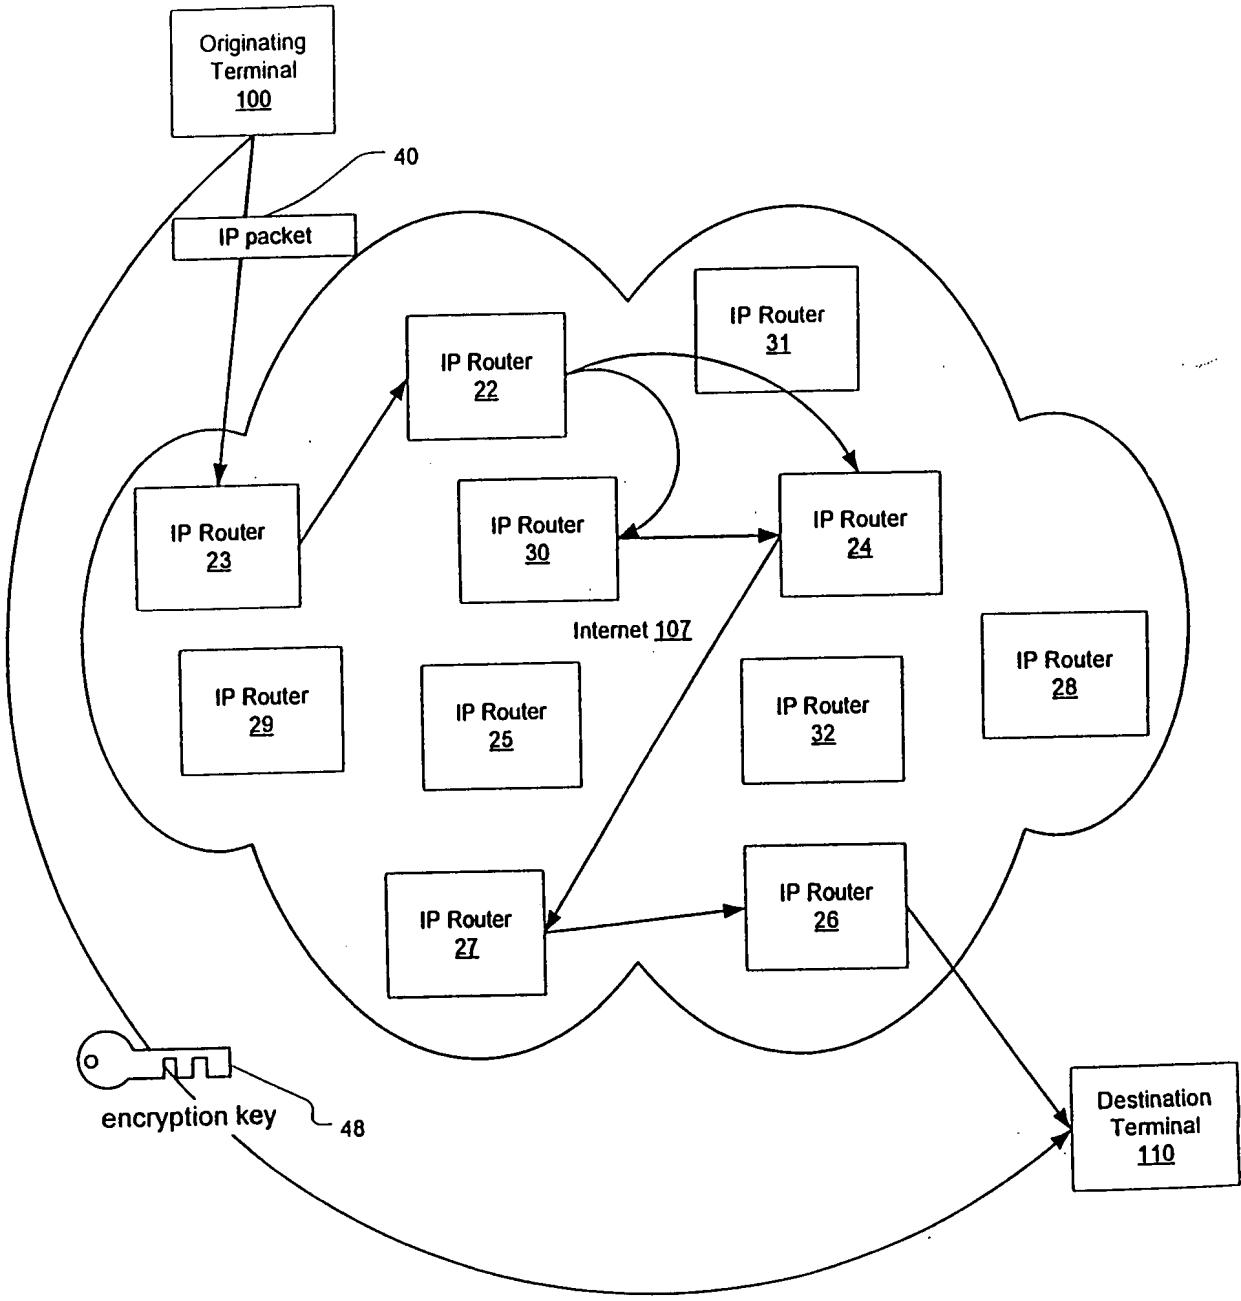 Originating
Terminal
100
40
IP packet
IP Router
31
IP Router
22
IP Router
23
IP Router
30
IP Router
24
Internet 107
IP Router
28
IP Router
29
IP Router
25
IP Router
32
IP Router
27
IP Router
26
encryption key
48
Destination
Terminal
110